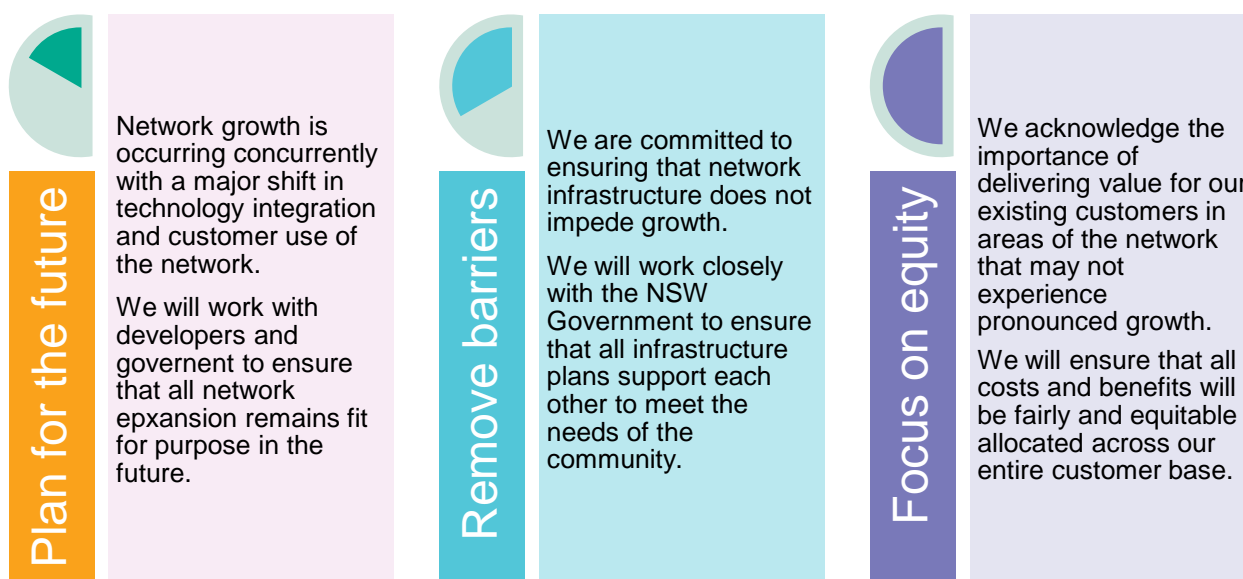 Plan for the future
Network growth is
occurring concurrently
with a major shift in
technology integration
and customer use of
the network.
We will work with
developers and
governent to ensure
that all network
epxansion remains fit
for purpose in the
future.
Remove barriers
We are committed to
ensuring that network
infrastructure does not
impede growth.
We will work closely
with the NSW
Government to ensure
that all infrastructure
plans support each
other to meet the
needs of the
community.
Focus on equity
We acknowledge the
importance of
delivering value for our
existing customers in
areas of the network
that may not
experience
pronounced growth.
We will ensure that all
costs and benefits will
be fairly and equitable
allocated across our
entire customer base.